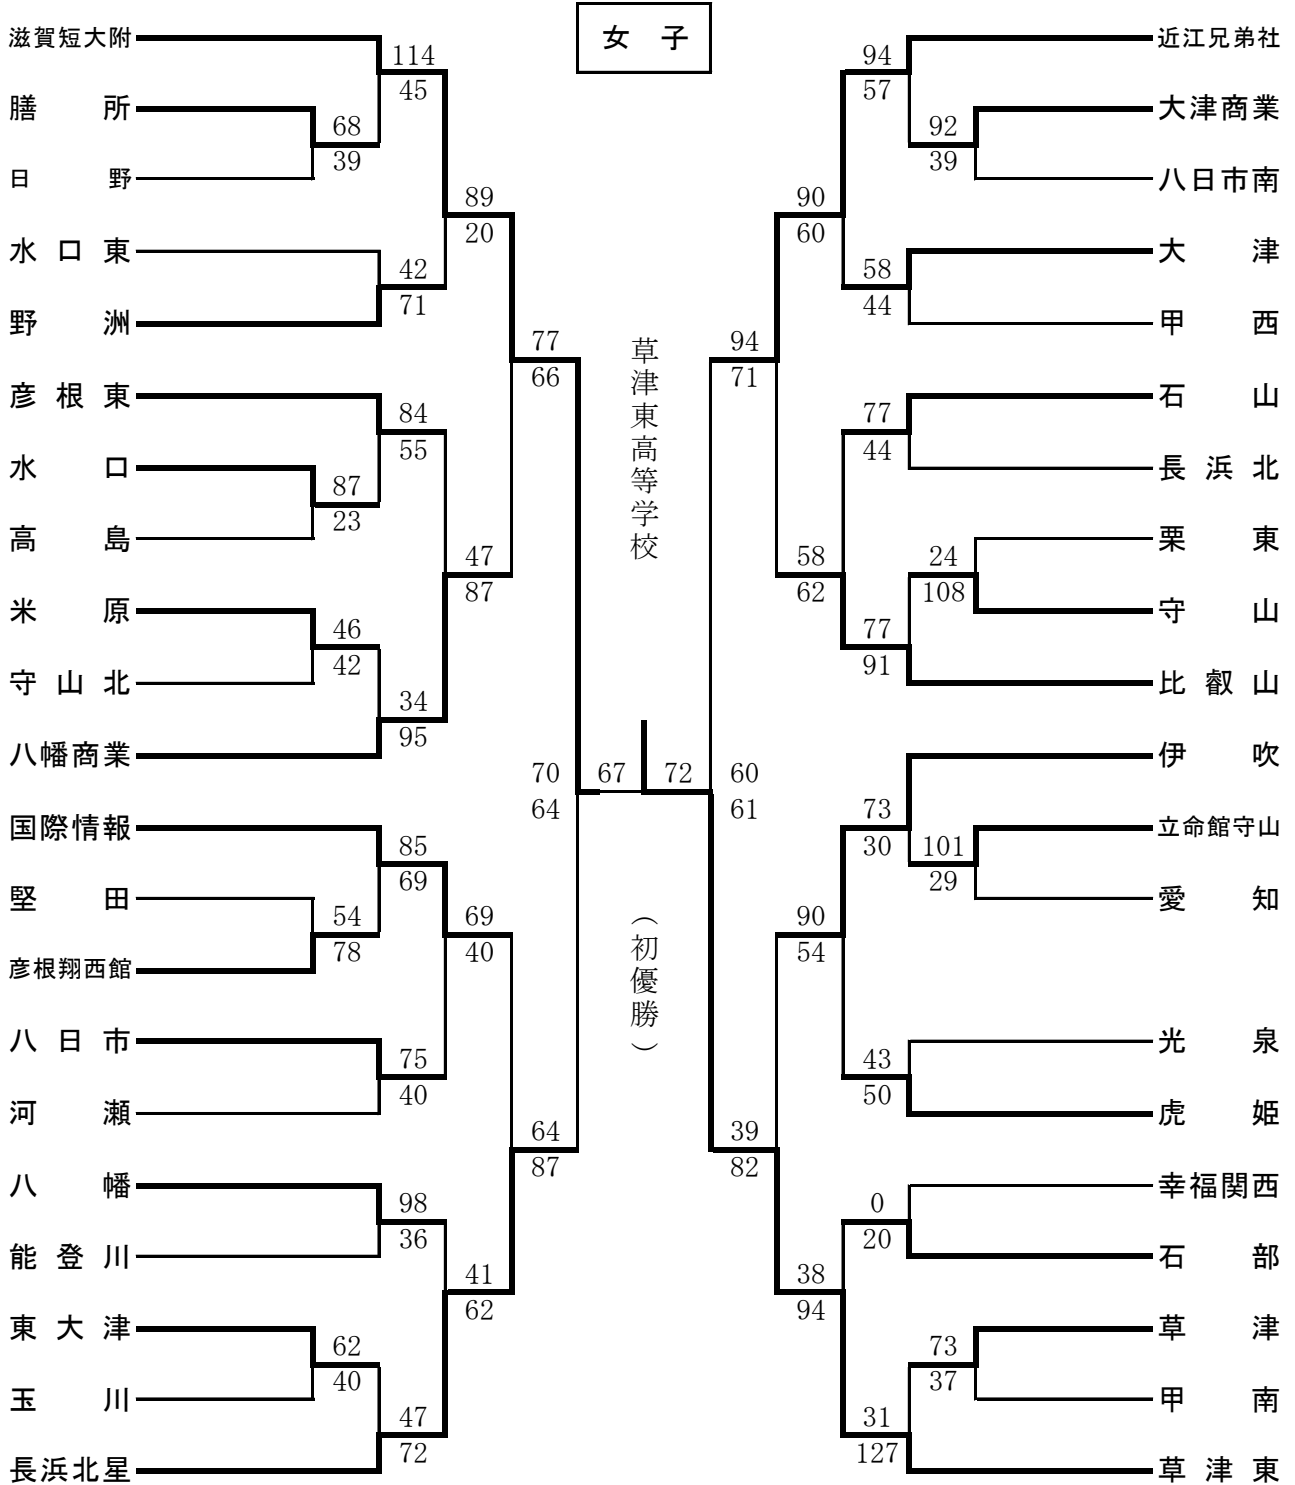 女子
滋賀短大附
膳所
日野
水口東
野洲
彦根東
水口
高島
米原
守山北
八幡商業
国際情報
堅田
彦根翔西館
八日市
河瀬
八幡
能登川
東大津
玉川
長浜北星
68
39
87
23
46
42
54
78
62
40
114
45
42
71
84
55
34
95
85
69
75
40
98
36
47
72
89
20
47
87
69
40
41
62
77
66
64
87
70
64
67
72
60
61
草津東高等学校
（初優勝）
94
71
39
82
90
60
58
62
90
54
38
94
94
57
58
44
77
44
77
91
73
30
43
50
0
20
31
127
92
39
24
108
101
29
73
37
近江兄弟社
大津商業
八日市南
大津
甲西
石山
長浜北
栗東
守山
比叡山
伊吹
立命館守山
愛知
光泉
虎姫
幸福関西
石部
草津
甲南
草津東